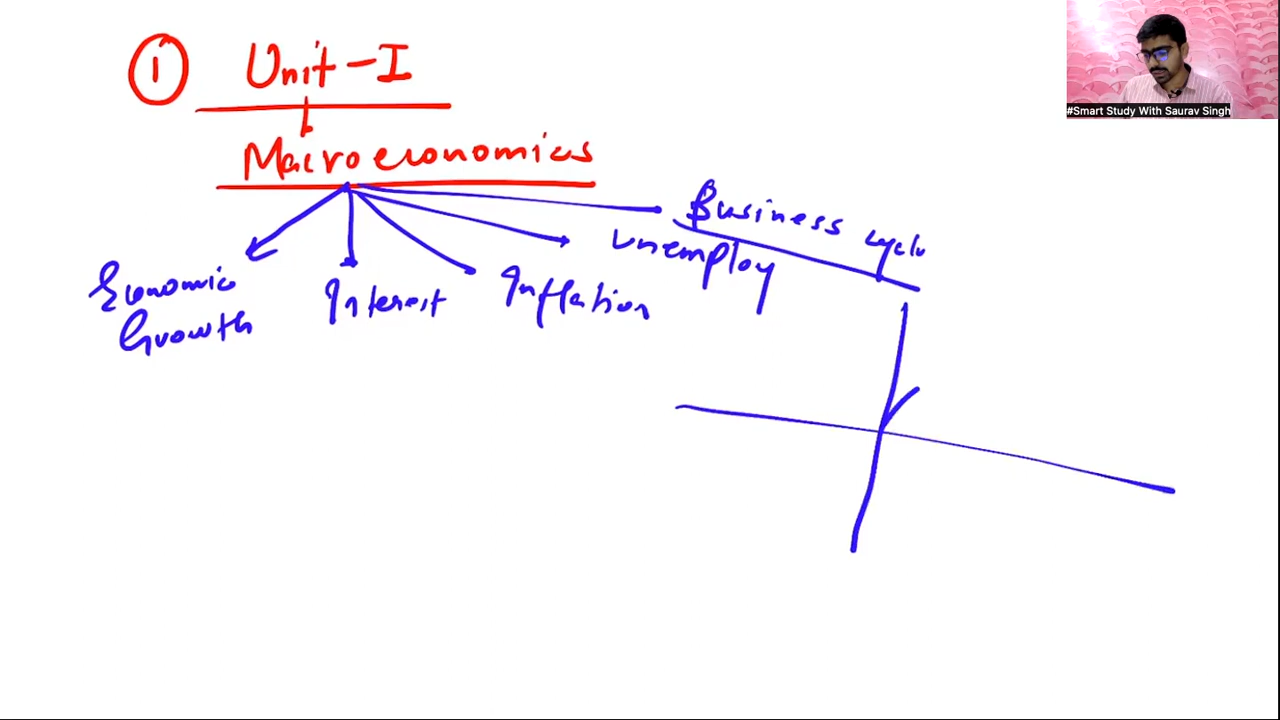 1 Unit-I
#Smart Study With Saurav Singh
Macroeconomics
Business cycle
Unemploy
Economic
Growth
Interest
Inflation